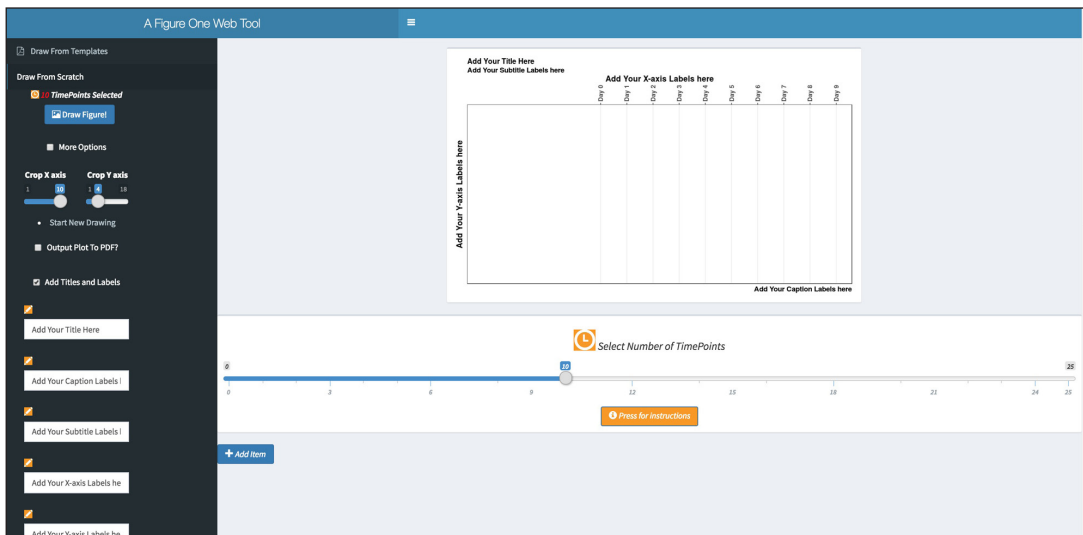 A Figure One Web Tool
Draw From Templates
Draw From Scratch
10 TimePoints Selected
Draw Figure!
More Options
Crop X axis Crop Y axis
1 10 1 4 18
Start New Drawing
Output Plot To PDF?
Add Titles and Labels
Add Your Title Here
Add Your Caption Labels
Add Your Subtitle Labels
Add Your X-axis Labels he
Add Your Y-axis Labels he
Add Your Title Here
Add Your Subtitle Labels here
Add Your X-axis Labels here
Day 0 Day 1 Day 2 Day 3 Day 4 Day 5 Day 6 Day 7 Day 8 Day 9
Add Your Y-axis Labels here
Add Your Caption Labels here
Select Number of TimePoints
0 10 25
0 3 6 9 12 15 18 21 24 25
Press for instructions
+ Add Item